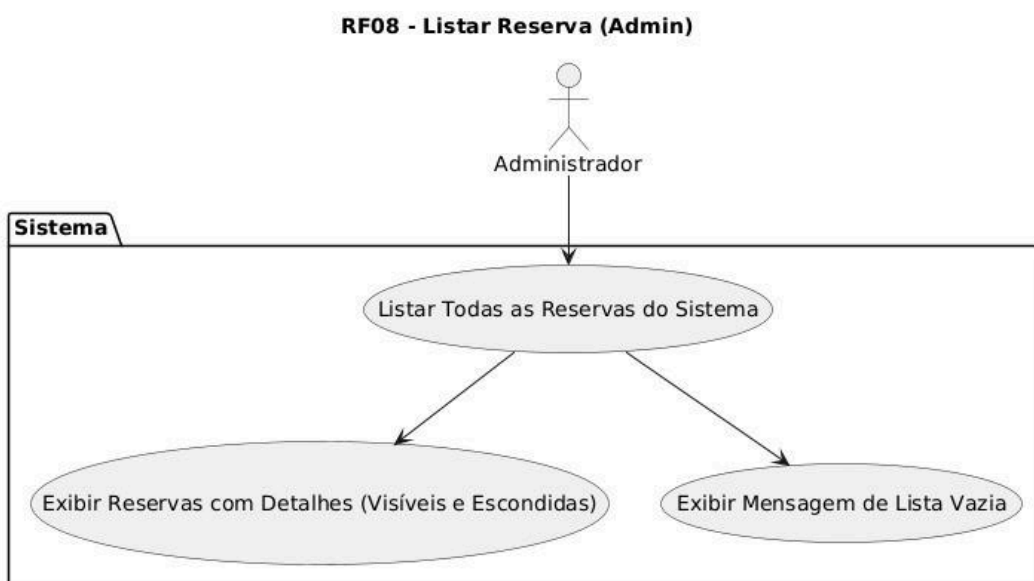 RF08 - Listar Reserva (Admin)
Administrador
Sistema
Listar Todas as Reservas do Sistema
Exibir Reservas com Detalhes (Visíveis e Escondidas)
Exibir Mensagem de Lista Vazia